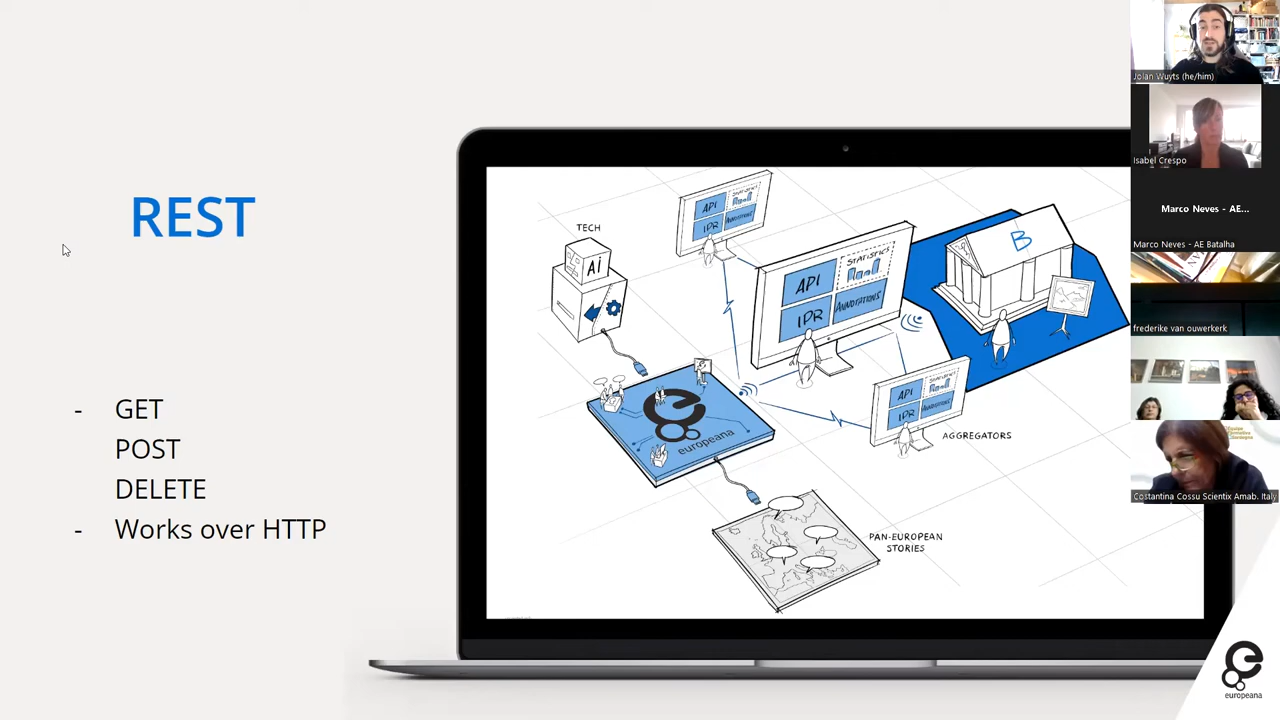 REST
- GET
POST
DELETE
- Works over HTTP
TECH
Ai
API
STATISTICS
IPR
ANNOTATIONS
API
STATISTICS
IPR
ANNOTATIONS
B
API
STATISTICS
IPR
ANNOTATIONS
AGGREGATORS
europeana
PAN-EUROPEAN
STORIES
Jolan Wuyts (he/him)
Isabel Crespo
Marco Neves - AE...
Marco Neves - AE Batalha
frederike van ouwerkerk
Costantina Cossu Scientix Amab. Italy
europeana